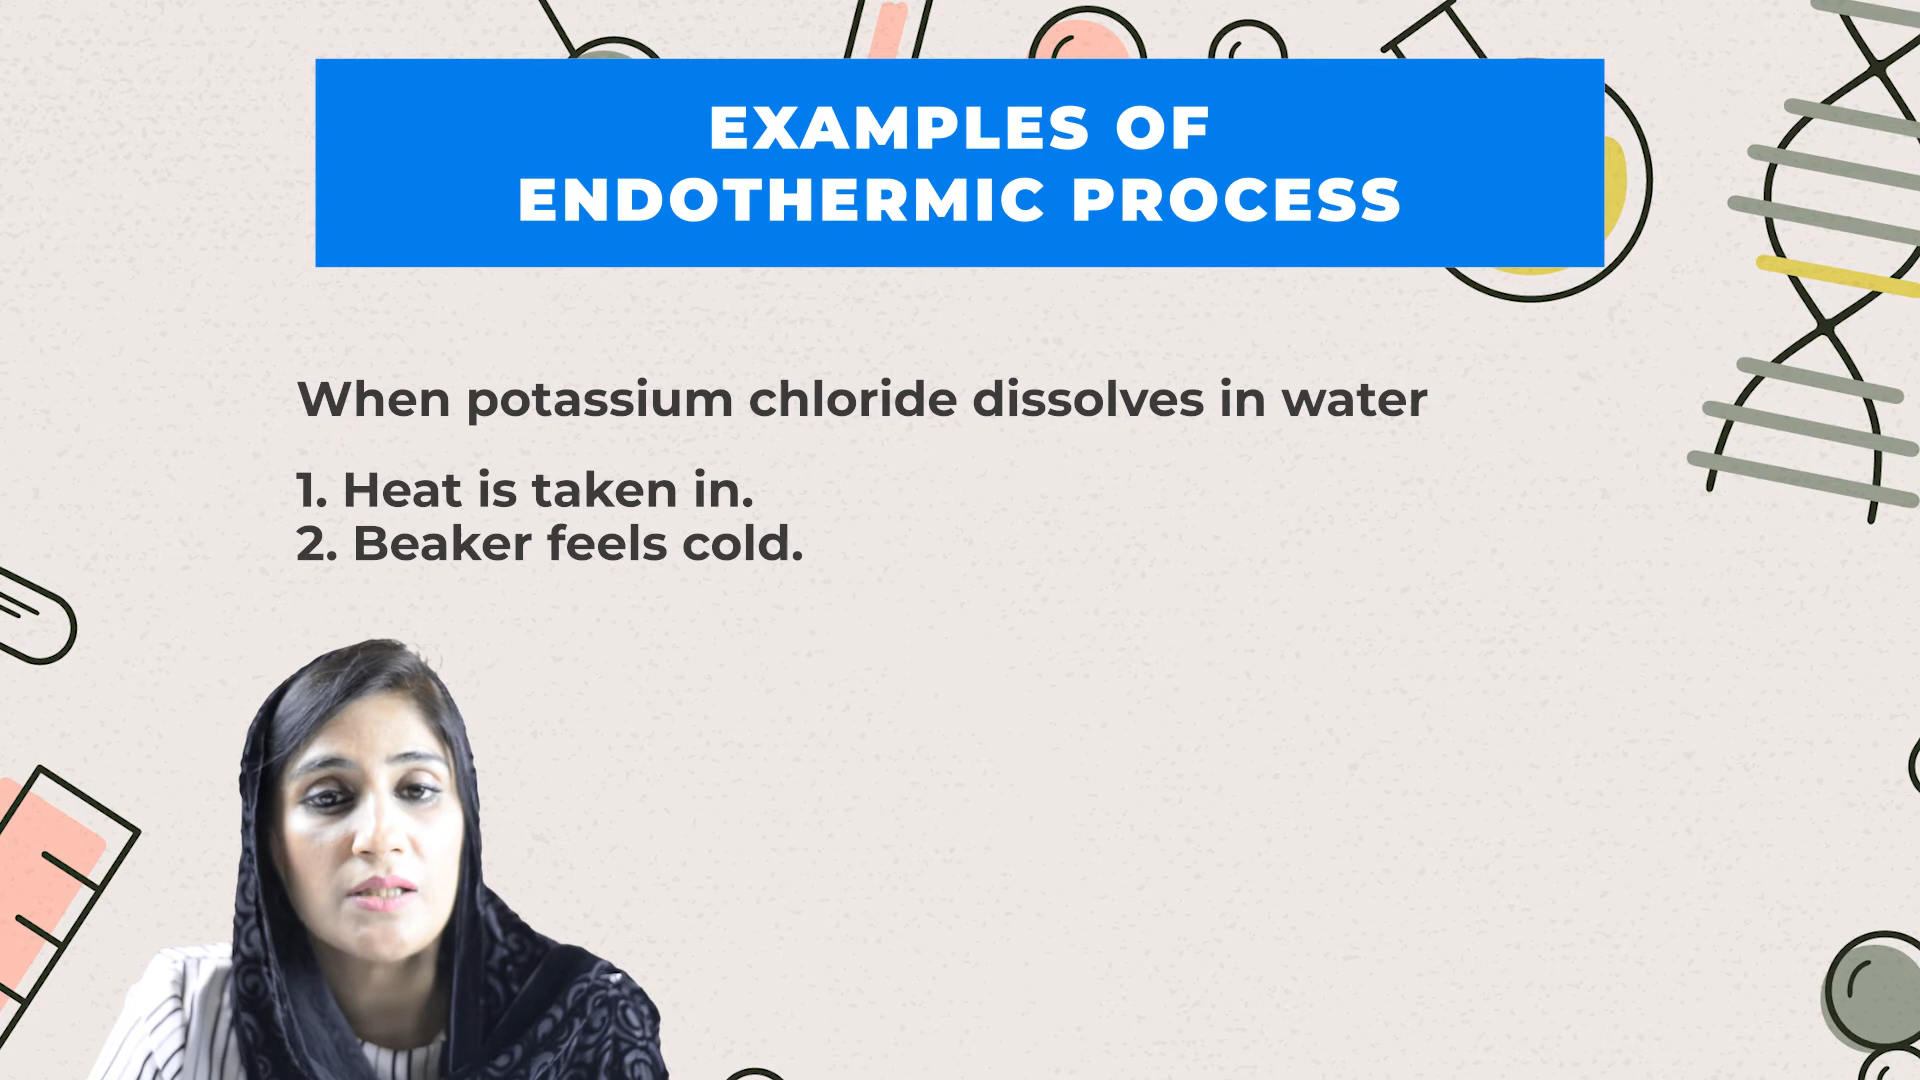 EXAMPLES OF
ENDOTHERMIC PROCESS
When potassium chloride dissolves in water
1. Heat is taken in.
2. Beaker feels cold.